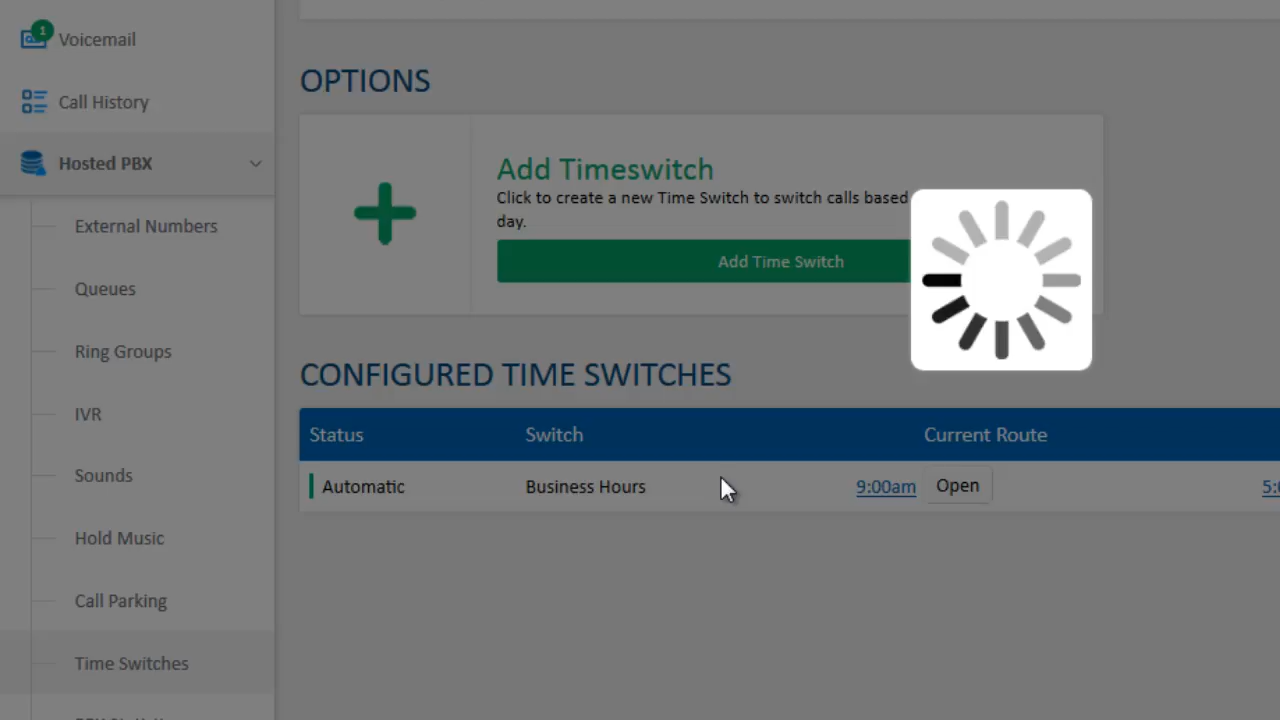 1
Voicemail
Call History
Hosted PBX
External Numbers
Queues
Ring Groups
IVR
Sounds
Hold Music
Call Parking
Time Switches
OPTIONS
Add Timeswitch
Click to create a new Time Switch to switch calls based
day.
Add Time Switch
CONFIGURED TIME SWITCHES
Status Switch Current Route
Automatic Business Hours 9:00am Open